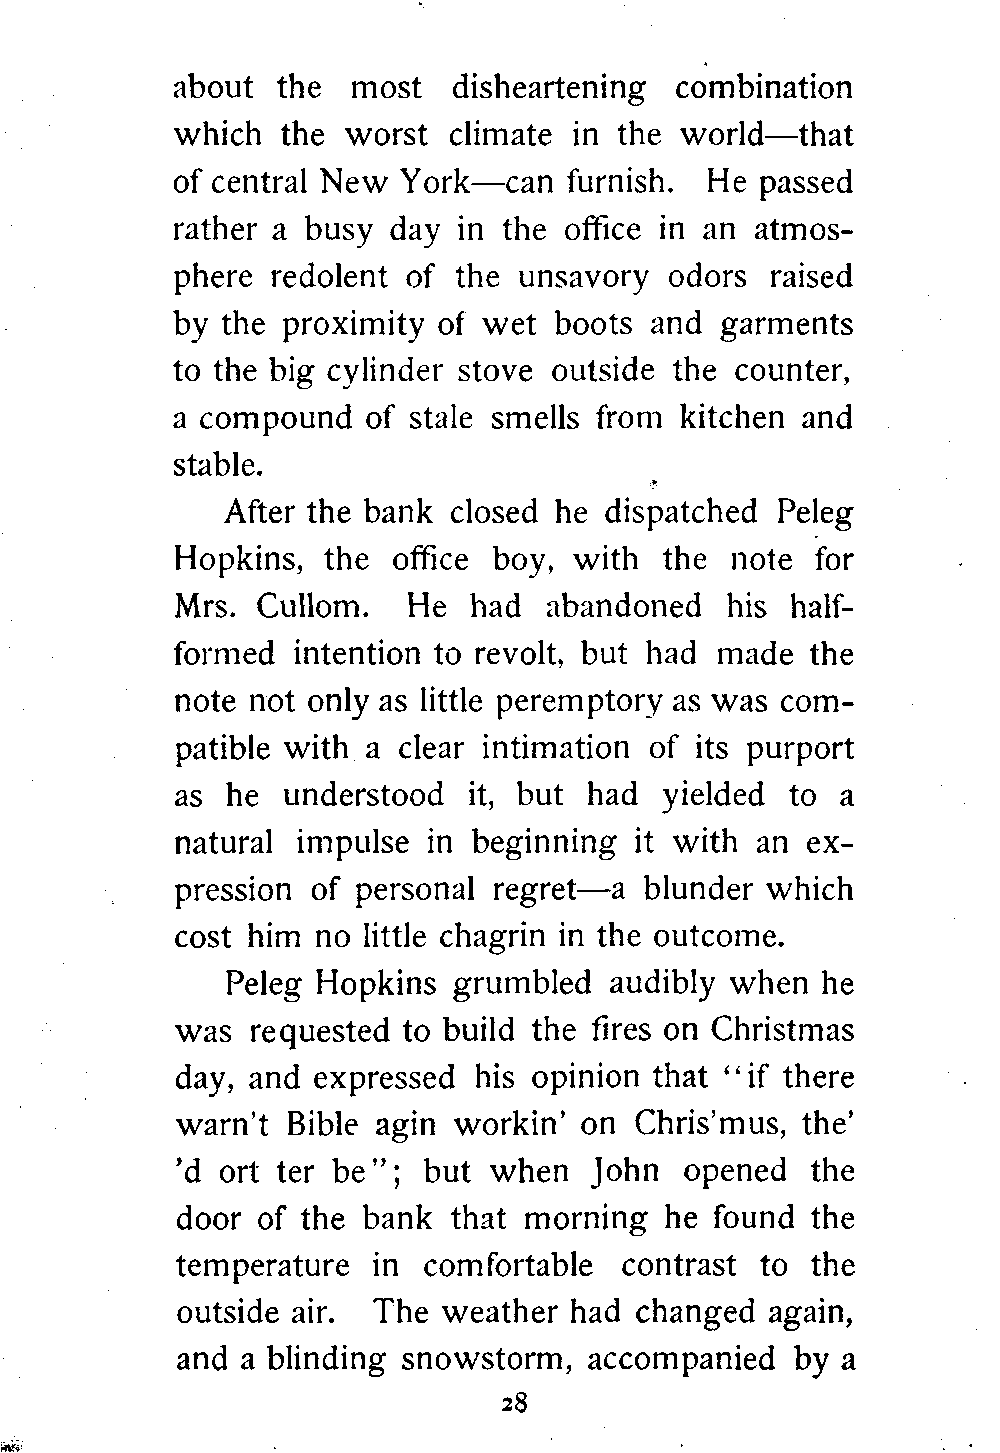 about the most disheartening combination
which the worst climate in the world—that
of central New York—can furnish. He passed
rather a busy day in the office in an atmos-
phere redolent of the unsavory odors raised
by the proximity of wet boots and garments
to the big cylinder stove outside the counter,
a compound of stale smells from kitchen and
stable.
After the bank closed he dispatched Peleg
Hopkins, the office boy, with the note for
Mrs. Cullom. He had abandoned his half-
formed intention to revolt, but had made the
note not only as little peremptory as was com-
patible with a clear intimation of its purport
as he understood it, but had yielded to a
natural impulse in beginning it with an ex-
pression of personal regret—a blunder which
cost him no little chagrin in the outcome.
Peleg Hopkins grumbled audibly when he
was requested to build the fires on Christmas
day, and expressed his opinion that “if there
warn't Bible agin workin' on Chris'mus, the'
'd ort ter be”; but when John opened the
door of the bank that morning he found the
temperature in comfortable contrast to the
outside air. The weather had changed again,
and a blinding snowstorm, accompanied by a
28